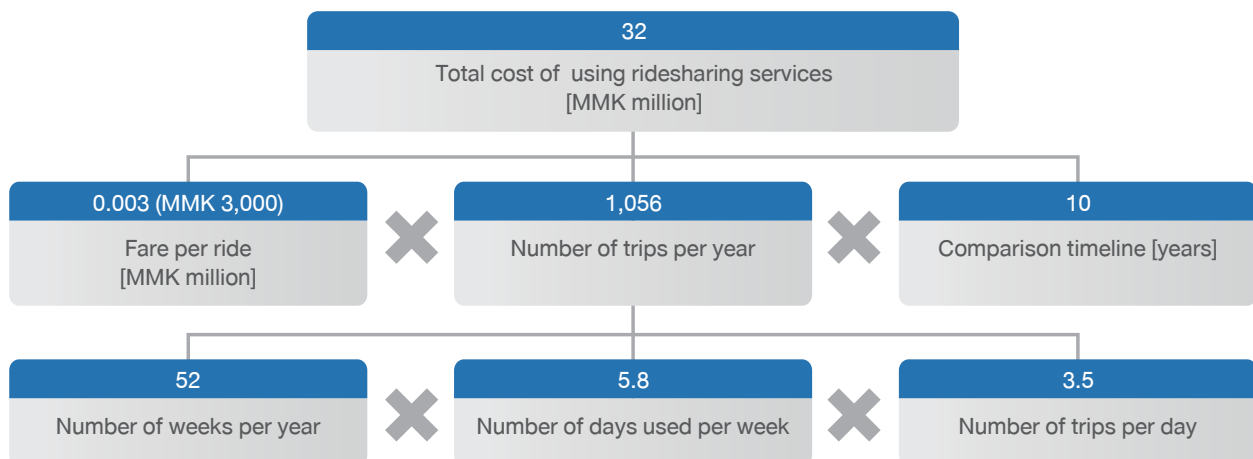 32
Total cost of using ridesharing services
[MMK million]
0.003 (MMK 3,000)
Fare per ride
[MMK million]
1,056
Number of trips per year
10
Comparison timeline [years]
52
Number of weeks per year
5.8
Number of days used per week
3.5
Number of trips per day